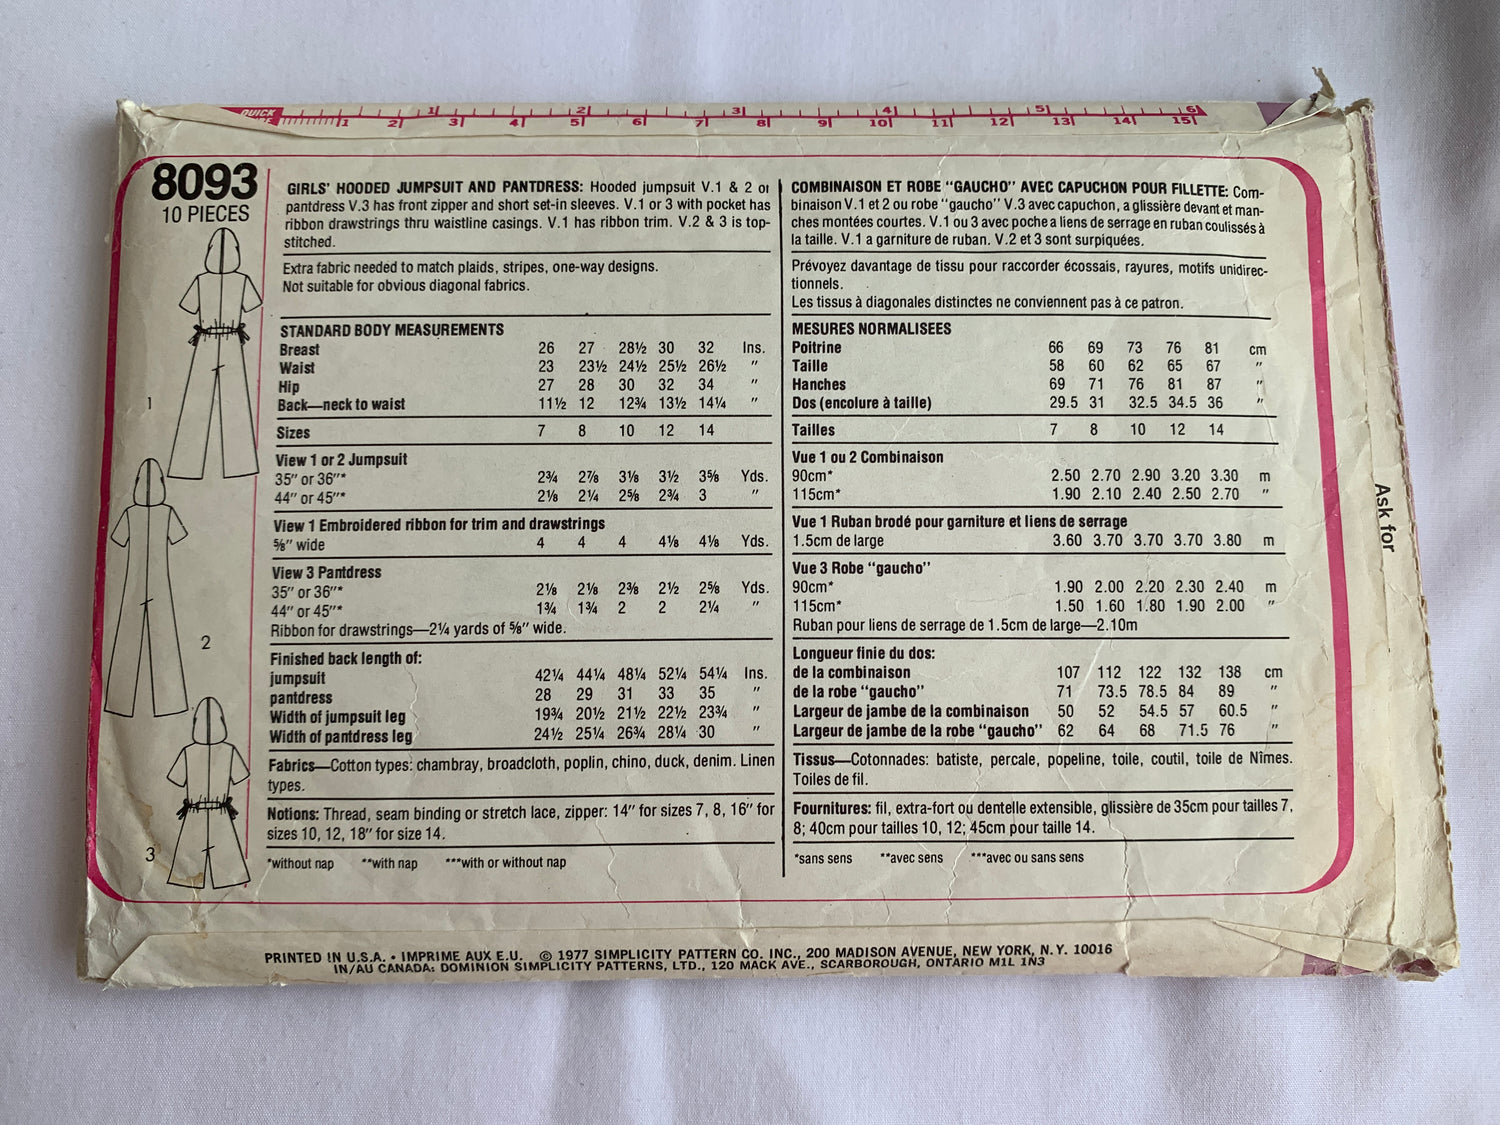 QUICK
1 2 3 4 5 6
1 2 3 4 5 6 7 8 9 10 11 12 13 14 15
8093
10 PIECES
1
2
3
GIRLS' HOODED JUMPSUIT AND PANTDRESS: Hooded jumpsuit V.1 & 2 or
pantdress V.3 has front zipper and short set-in sleeves. V.1 or 3 with pocket has
ribbon drawstrings thru waistline casings. V.1 has ribbon trim. V.2 & 3 is top-
stitched.
Extra fabric needed to match plaids, stripes, one-way designs.
Not suitable for obvious diagonal fabrics.
STANDARD BODY MEASUREMENTS
Breast 26 27 28½ 30 32 Ins.
Waist 23 23½ 24½ 25½ 26½ "
Hip 27 28 30 32 34 "
Back—neck to waist 11½ 12 12¾ 13½ 14¼ "
Sizes 7 8 10 12 14
View 1 or 2 Jumpsuit
35" or 36"* 2¾ 2⅞ 3⅛ 3½ 3⅝ Yds.
44" or 45"* 2⅛ 2¼ 2⅝ 2¾ 3 "
View 1 Embroidered ribbon for trim and drawstrings
⅝" wide 4 4 4 4⅛ 4⅛ Yds.
View 3 Pantdress
35" or 36"* 2⅛ 2⅛ 2⅜ 2½ 2⅝ Yds.
44" or 45"* 1¾ 1¾ 2 2 2¼ "
Ribbon for drawstrings—2¼ yards of ⅝" wide.
Finished back length of:
jumpsuit 42¼ 44¼ 48¼ 52¼ 54¼ Ins.
pantdress 28 29 31 33 35 "
Width of jumpsuit leg 19¾ 20½ 21½ 22½ 23¾ "
Width of pantdress leg 24½ 25¼ 26¾ 28¼ 30 "
Fabrics—Cotton types: chambray, broadcloth, poplin, chino, duck, denim. Linen
types.
Notions: Thread, seam binding or stretch lace, zipper: 14" for sizes 7, 8, 16" for
sizes 10, 12, 18" for size 14.
*without nap **with nap ***with or without nap
COMBINAISON ET ROBE "GAUCHO" AVEC CAPUCHON POUR FILLETTE: Com-
binaison V.1 et 2 ou robe "gaucho" V.3 avec capuchon, a glissière devant et man-
ches montées courtes. V.1 ou 3 avec poche a liens de serrage en ruban coulissés à
la taille. V.1 a garniture de ruban. V.2 et 3 sont surpiquées.
Prévoyez davantage de tissu pour raccorder écossais, rayures, motifs unidirec-
tionnels.
Les tissus à diagonales distinctes ne conviennent pas à ce patron.
MESURES NORMALISEES
Poitrine 66 69 73 76 81 cm
Taille 58 60 62 65 67 "
Hanches 69 71 76 81 87 "
Dos (encolure à taille) 29.5 31 32.5 34.5 36 "
Tailles 7 8 10 12 14
Vue 1 ou 2 Combinaison
90cm* 2.50 2.70 2.90 3.20 3.30 m
115cm* 1.90 2.10 2.40 2.50 2.70 "
Vue 1 Ruban brodé pour garniture et liens de serrage
1.5cm de large 3.60 3.70 3.70 3.70 3.80 m
Vue 3 Robe "gaucho"
90cm* 1.90 2.00 2.20 2.30 2.40 m
115cm* 1.50 1.60 1.80 1.90 2.00 "
Ruban pour liens de serrage de 1.5cm de large—2.10m
Longueur finie du dos:
de la combinaison 107 112 122 132 138 cm
de la robe "gaucho" 71 73.5 78.5 84 89 "
Largeur de jambe de la combinaison 50 52 54.5 57 60.5 "
Largeur de jambe de la robe "gaucho" 62 64 68 71.5 76 "
Tissus—Cotonnades: batiste, percale, popeline, toile, coutil, toile de Nîmes.
Toiles de fil.
Fournitures: fil, extra-fort ou dentelle extensible, glissière de 35cm pour tailles 7,
8; 40cm pour tailles 10, 12; 45cm pour taille 14.
*sans sens **avec sens ***avec ou sans sens
Ask for
PRINTED IN U.S.A. • IMPRIME AUX E.U. © 1977 SIMPLICITY PATTERN CO. INC., 200 MADISON AVENUE, NEW YORK, N.Y. 10016
IN/AU CANADA: DOMINION SIMPLICITY PATTERNS, LTD., 120 MACK AVE., SCARBOROUGH, ONTARIO M1L 1N3